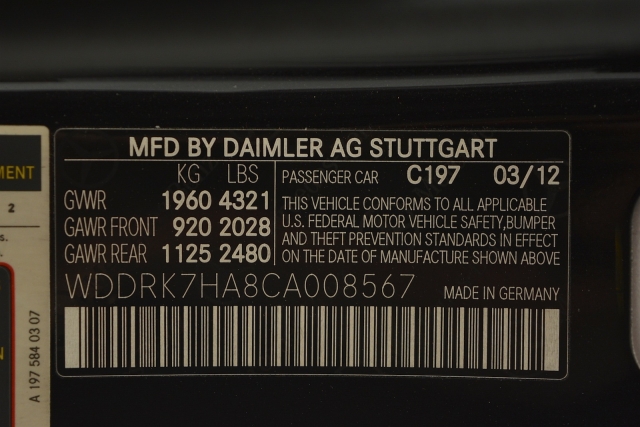 MFD BY DAIMLER AG STUTTGART
KG LBS
GVWR 1960 4321
GAWR FRONT 920 2028
GAWR REAR 1125 2480
PASSENGER CAR C197 03/12
THIS VEHICLE CONFORMS TO ALL APPLICABLE
U.S. FEDERAL MOTOR VEHICLE SAFETY,BUMPER
AND THEFT PREVENTION STANDARDS IN EFFECT
ON THE DATE OF MANUFACTURE SHOWN ABOVE
WDDRK7HA8CA008567 MADE IN GERMANY
A 197 584 03 07
2